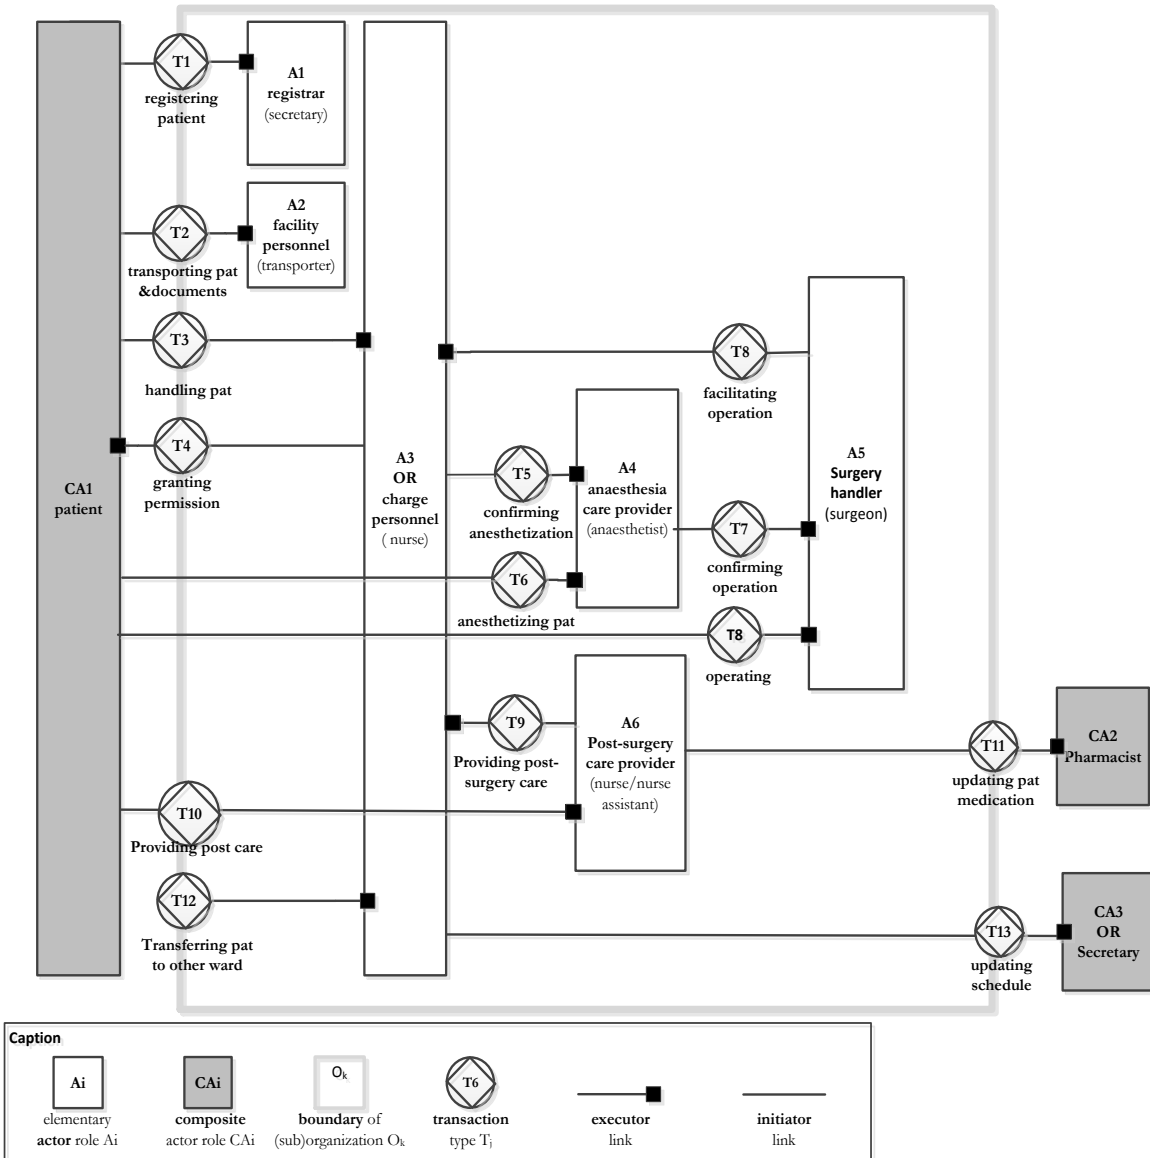 T1
registering
patient
A1
registrar
(secretary)
T2
transporting pat
&documents
A2
facility
personnel
(transporter)
T3
handling pat
T4
granting
permission
CA1
patient
A3
OR
charge
personnel
( nurse)
T8
facilitating
operation
T5
confirming
anesthetization
A4
anaesthesia
care provider
(anaesthetist)
A5
Surgery
handler
(surgeon)
T7
confirming
operation
T6
anesthetizing pat
T8
operating
T9
Providing post-
surgery care
A6
Post-surgery
care provider
(nurse/nurse
assistant)
T11
updating pat
medication
CA2
Pharmacist
T10
Providing post care
T12
Transferring pat
to other ward
T13
updating
schedule
CA3
OR
Secretary
Caption
Ai
elementary
actor role Ai
CAi
composite
actor role CAi
Ok
boundary of
(sub)organization Ok
T6
transaction
type Tj
executor
link
initiator
link